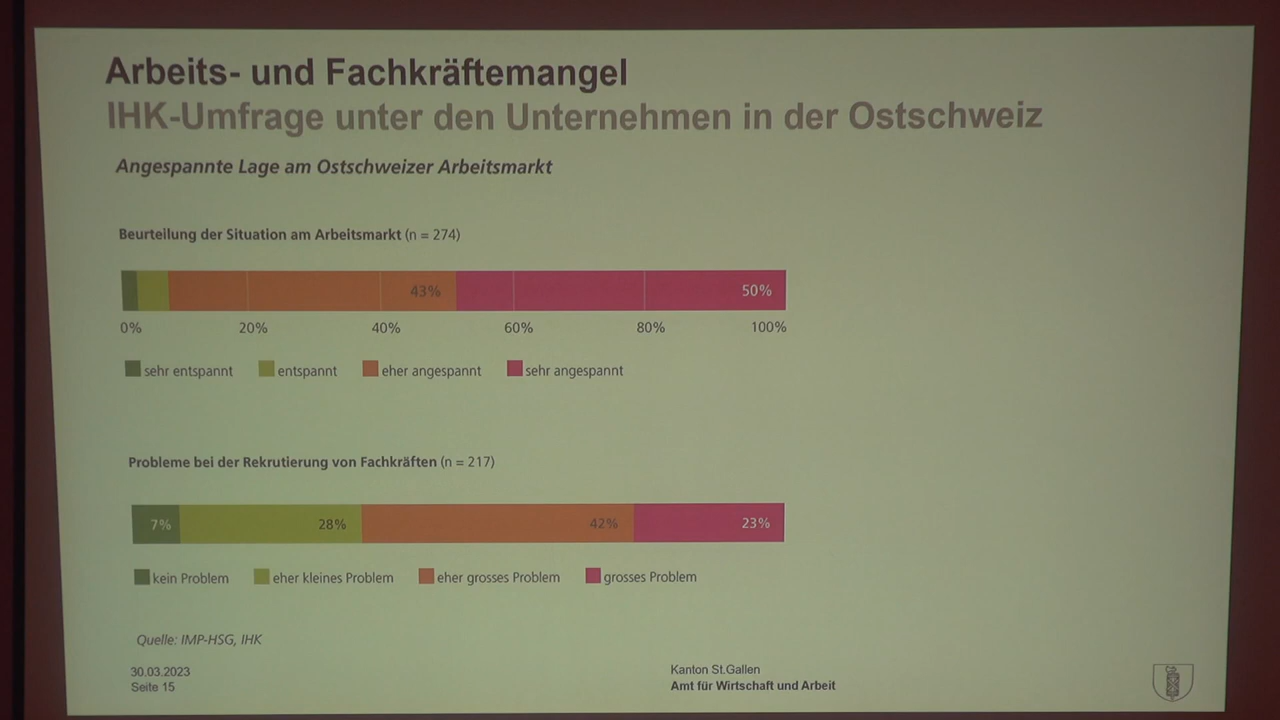 Arbeits- und Fachkräftemangel
IHK-Umfrage unter den Unternehmen in der Ostschweiz
Angespannte Lage am Ostschweizer Arbeitsmarkt
Beurteilung der Situation am Arbeitsmarkt (n = 274)
43% 50%
0% 20% 40% 60% 80% 100%
sehr entspannt entspannt eher angespannt sehr angespannt
Probleme bei der Rekrutierung von Fachkräften (n = 217)
7% 28% 42% 23%
kein Problem eher kleines Problem eher grosses Problem grosses Problem
Quelle: IMP-HSG, IHK
30.03.2023
Seite 15
Kanton St.Gallen
Amt für Wirtschaft und Arbeit